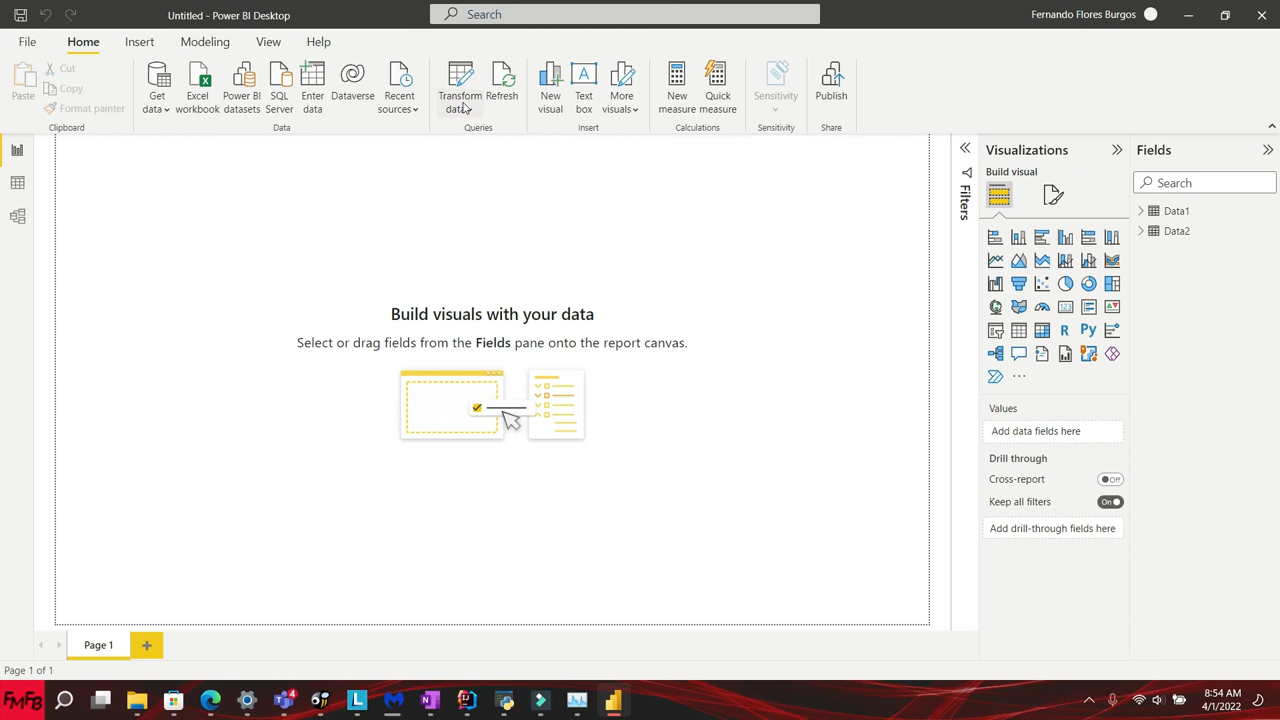 Untitled - Power BI Desktop
Search
Fernando Flores Burgos
File Home Insert Modeling View Help
Paste
Cut
Copy
Format painter
Clipboard
Get data
Excel workbook
Power BI datasets
SQL Server
Enter data
Dataverse
Recent sources
Data
Transform data
Refresh
Queries
New visual
Text box
More visuals
Insert
New measure
Quick measure
Calculations
Sensitivity
Sensitivity
Publish
Share
Filters
Visualizations
Build visual
R
Py
123
Values
Add data fields here
Drill through
Cross-report
Off
Keep all filters
On
Add drill-through fields here
Fields
Search
Data1
Data2
Build visuals with your data
Select or drag fields from the Fields pane onto the report canvas.
Page 1
Page 1 of 1
FMFB
4
8:54 AM
4/1/2022